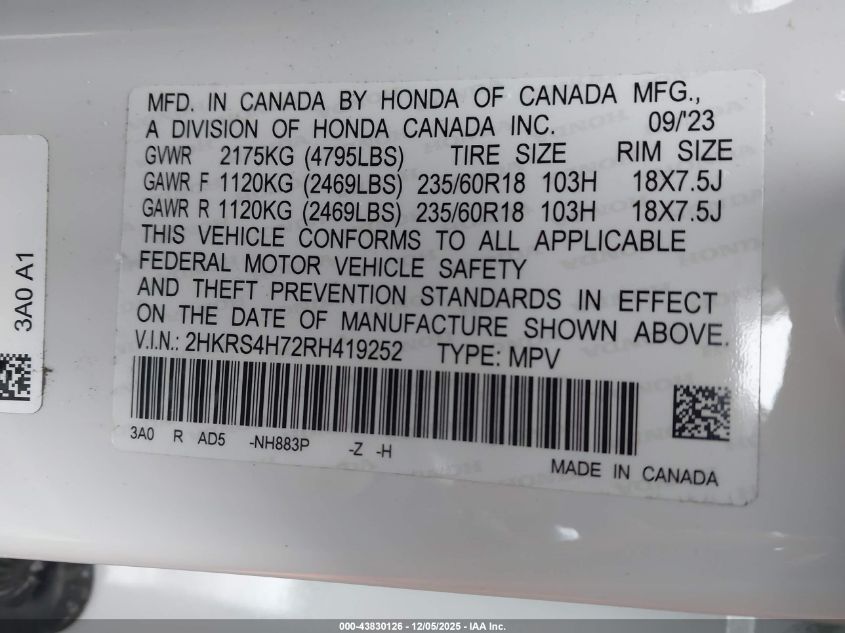 MFD. IN CANADA BY HONDA OF CANADA MFG.,
A DIVISION OF HONDA CANADA INC. 09/'23
GVWR 2175KG (4795LBS) TIRE SIZE RIM SIZE
GAWR F 1120KG (2469LBS) 235/60R18 103H 18X7.5J
GAWR R 1120KG (2469LBS) 235/60R18 103H 18X7.5J
THIS VEHICLE CONFORMS TO ALL APPLICABLE
FEDERAL MOTOR VEHICLE SAFETY
AND THEFT PREVENTION STANDARDS IN EFFECT
ON THE DATE OF MANUFACTURE SHOWN ABOVE.
V.I.N.: 2HKRS4H72RH419252 TYPE: MPV
3A0 R AD5 -NH883P -Z -H
MADE IN CANADA
3A0 A1
000-43830126 - 12/05/2025 - IAA Inc.